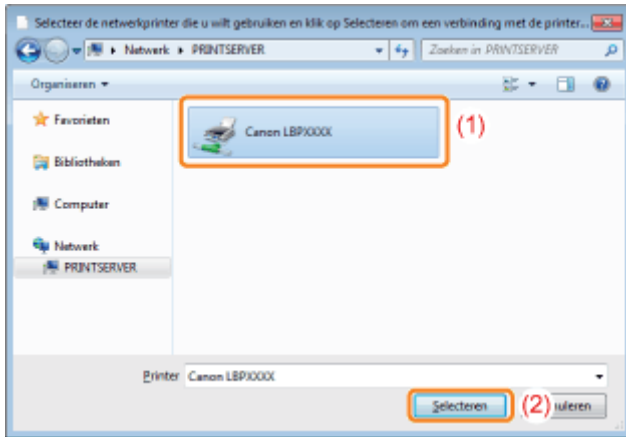 Selecteer de netwerkprinter die u wilt gebruiken en klik op Selecteren om een verbinding met de printer...
Netwerk ▸ PRINTSERVER
Zoeken in PRINTSERVER
Organiseren
Favorieten
Canon LBPXXXX
(1)
Bibliotheken
Computer
Netwerk
PRINTSERVER
Printer Canon LBPXXXX
Selecteren (2) uleren